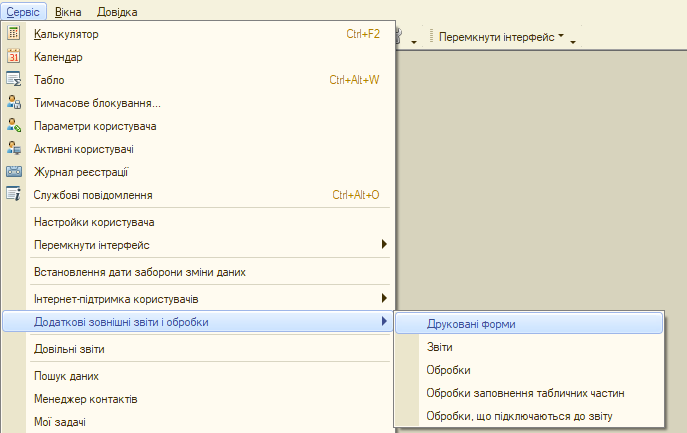 Сервіс Вікна Довідка
Перемкнути інтерфейс
Калькулятор Ctrl+F2
Календар
Табло Ctrl+Alt+W
Тимчасове блокування...
Параметри користувача
Активні користувачі
Журнал реєстрації
Службові повідомлення Ctrl+Alt+O
Настройки користувача
Перемкнути інтерфейс
Встановлення дати заборони зміни даних
Інтернет-підтримка користувачів
Додаткові зовнішні звіти і обробки
Довільні звіти
Пошук даних
Менеджер контактів
Мої задачі
Друковані форми
Звіти
Обробки
Обробки заповнення табличних частин
Обробки, що підключаються до звіту